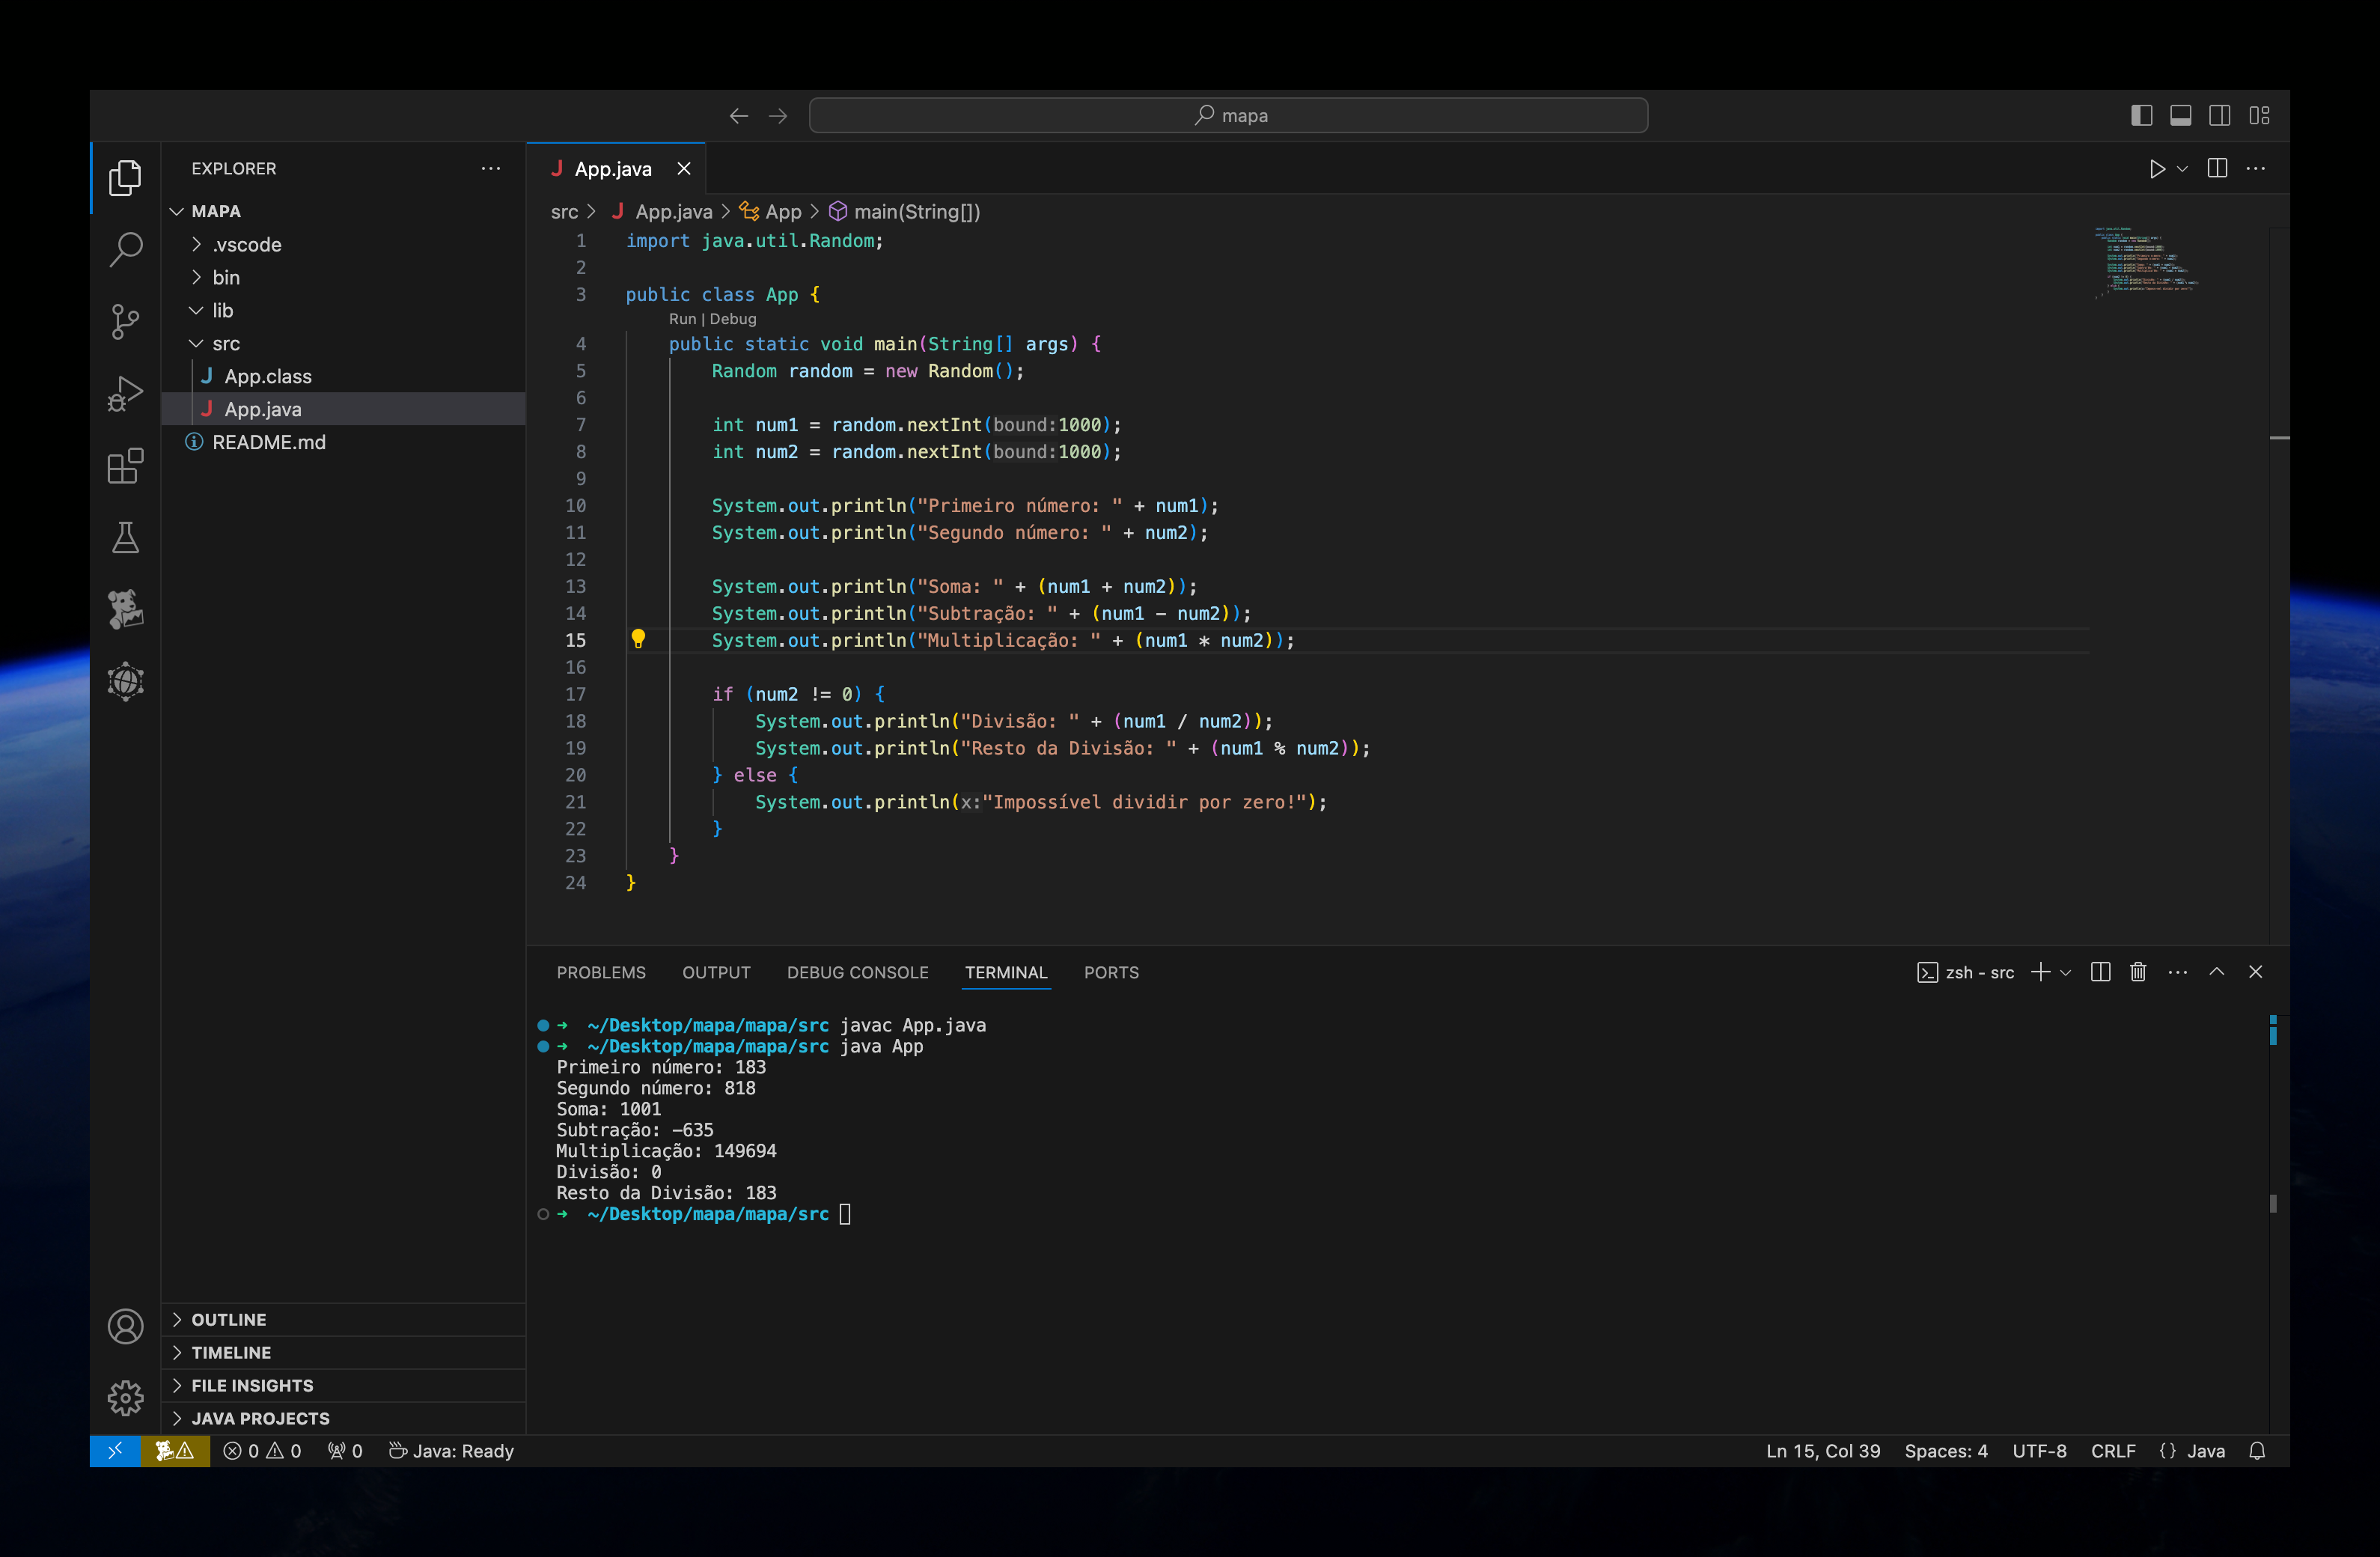 mapa
EXPLORER
MAPA
.vscode
bin
lib
src
App.class
App.java
README.md
OUTLINE
TIMELINE
FILE INSIGHTS
JAVA PROJECTS
App.java
src > App.java > App > main(String[])
1 import java.util.Random;
2
3 public class App {
Run | Debug
4 public static void main(String[] args) {
5 Random random = new Random();
6
7 int num1 = random.nextInt(bound:1000);
8 int num2 = random.nextInt(bound:1000);
9
10 System.out.println("Primeiro número: " + num1);
11 System.out.println("Segundo número: " + num2);
12
13 System.out.println("Soma: " + (num1 + num2));
14 System.out.println("Subtração: " + (num1 - num2));
15 System.out.println("Multiplicação: " + (num1 * num2));
16
17 if (num2 != 0) {
18 System.out.println("Divisão: " + (num1 / num2));
19 System.out.println("Resto da Divisão: " + (num1 % num2));
20 } else {
21 System.out.println(x:"Impossível dividir por zero!");
22 }
23 }
24 }
PROBLEMS OUTPUT DEBUG CONSOLE TERMINAL PORTS
zsh - src
➜ ~/Desktop/mapa/mapa/src javac App.java
➜ ~/Desktop/mapa/mapa/src java App
Primeiro número: 183
Segundo número: 818
Soma: 1001
Subtração: -635
Multiplicação: 149694
Divisão: 0
Resto da Divisão: 183
➜ ~/Desktop/mapa/mapa/src
0 0 0 Java: Ready
Ln 15, Col 39 Spaces: 4 UTF-8 CRLF {} Java